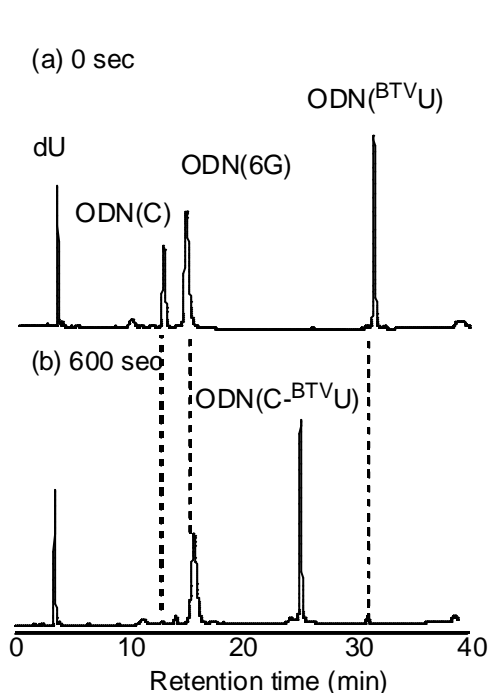 (a) 0 sec
ODN(ᴮᵀⱽU)
dU
ODN(6G)
ODN(C)
(b) 600 sec
ODN(C-ᴮᵀⱽU)
0 10 20 30 40
Retention time (min)